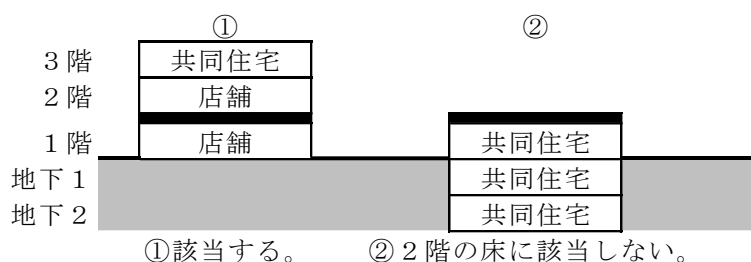 ① ②
3階 共同住宅
2階 店舗
1階 店舗 共同住宅
地下1 共同住宅
地下2 共同住宅
①該当する。 ②2階の床に該当しない。